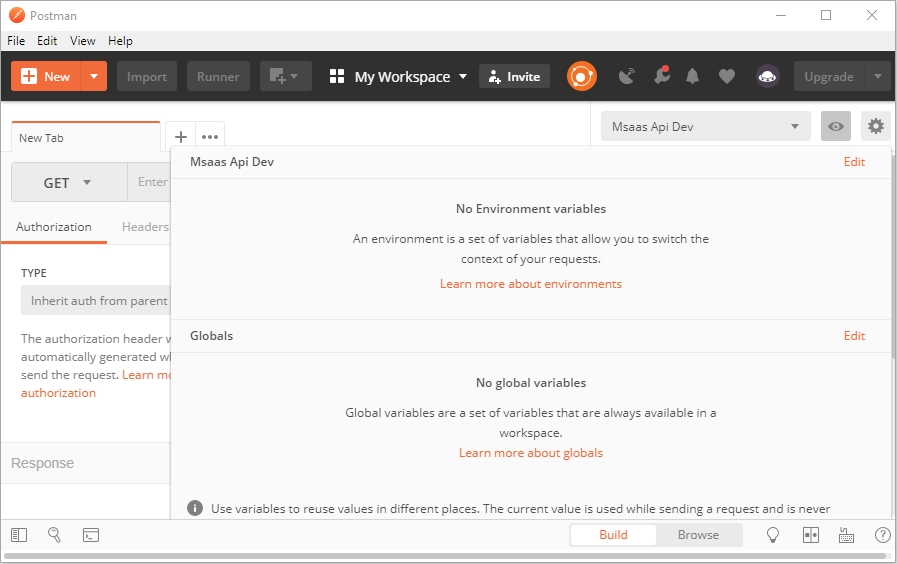 Postman
File Edit View Help
New Import Runner My Workspace Invite Upgrade
New Tab
Msaas Api Dev
GET Enter
Msaas Api Dev Edit
No Environment variables
An environment is a set of variables that allow you to switch the
context of your requests.
Learn more about environments
Authorization Headers
TYPE
Inherit auth from parent
The authorization header w
automatically generated wh
send the request. Learn mo
authorization
Globals Edit
No global variables
Global variables are a set of variables that are always available in a
workspace.
Learn more about globals
Response
Use variables to reuse values in different places. The current value is used while sending a request and is never
Build Browse